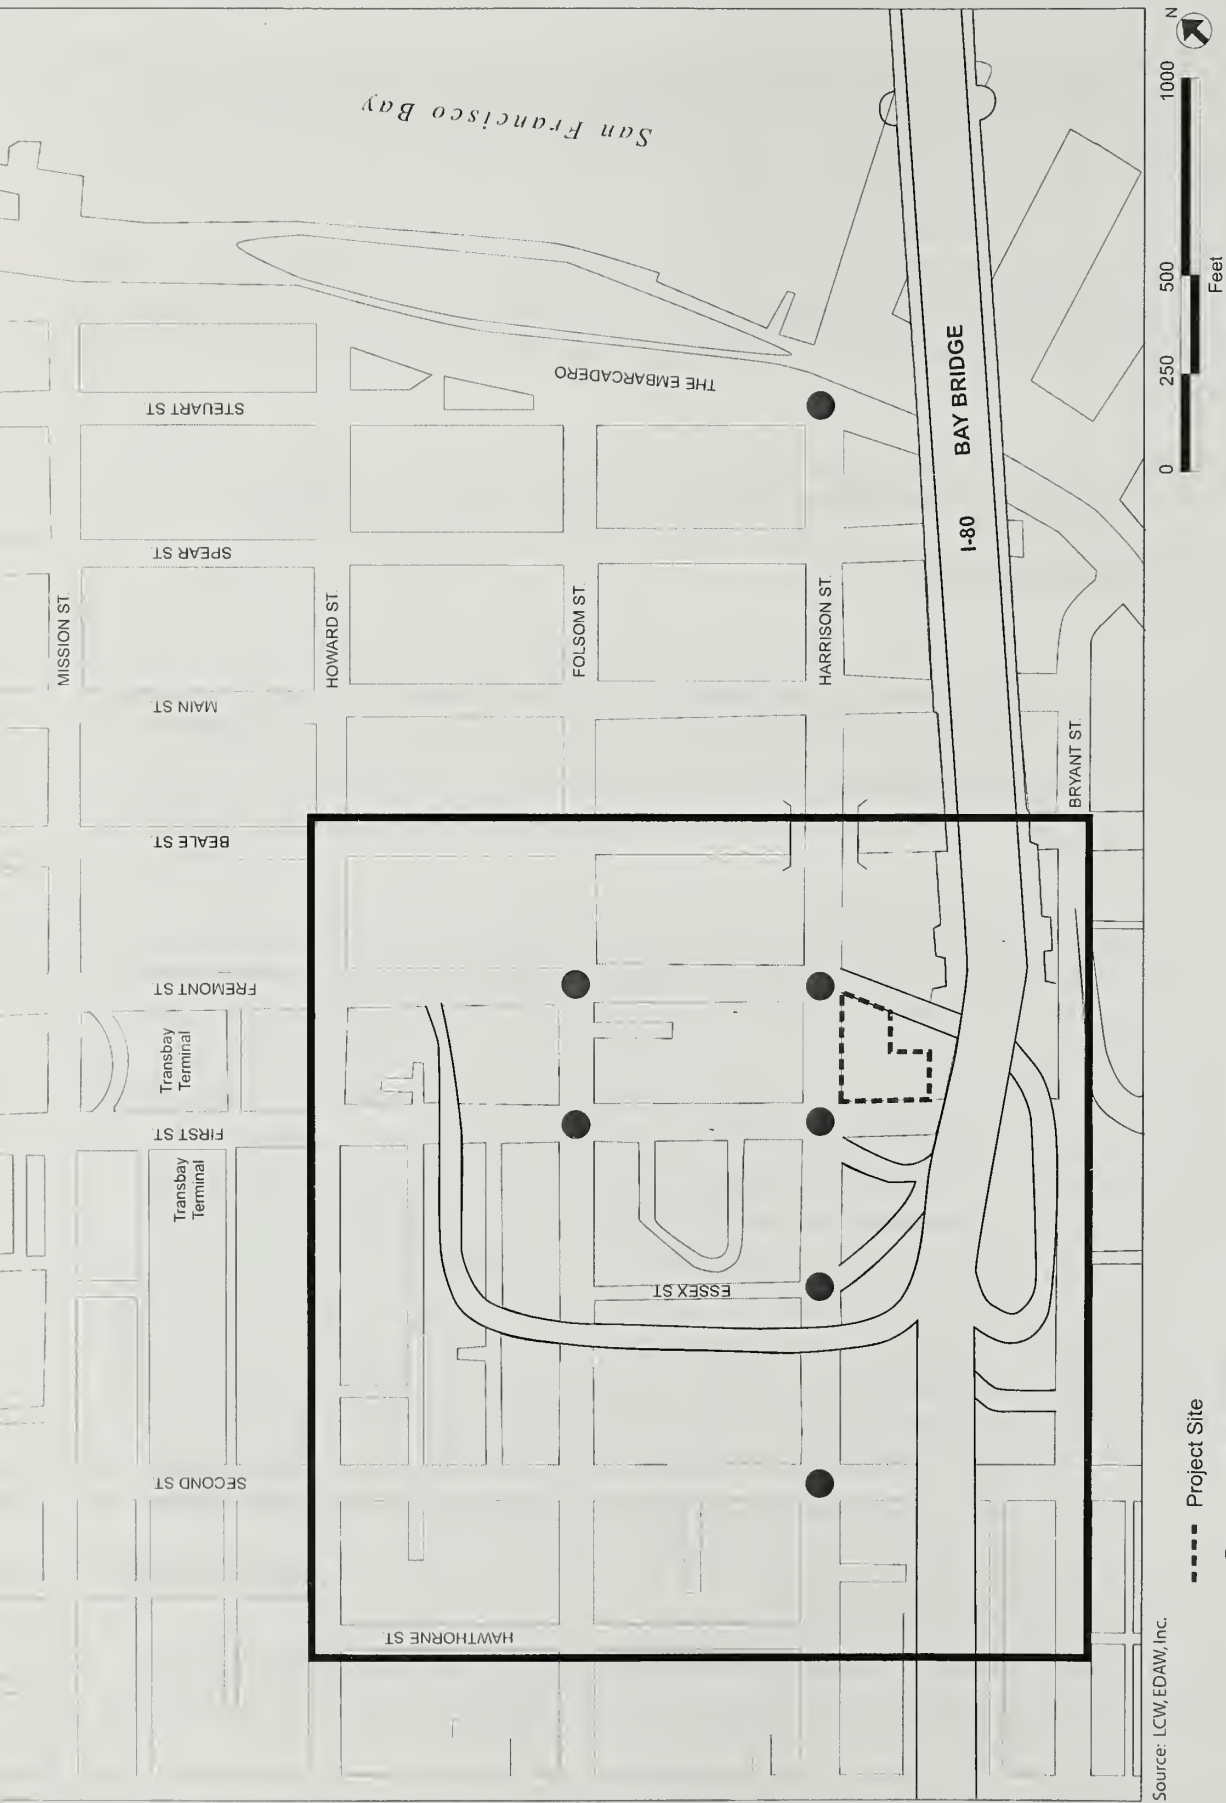 San Francisco Bay
THE EMBARCADERO
STEUART ST.
SPEAR ST.
MISSION ST.
HOWARD ST.
FOLSOM ST.
HARRISON ST.
MAIN ST.
BRYANT ST.
BAY BRIDGE
I-80
BEALE ST.
FREMONT ST.
Transbay
Terminal
FIRST ST.
Transbay
Terminal
ESSEX ST.
SECOND ST.
HAWTHORNE ST.
N
0
250
500
1000
Feet
Project Site
Source: LCW, EDAW, Inc.